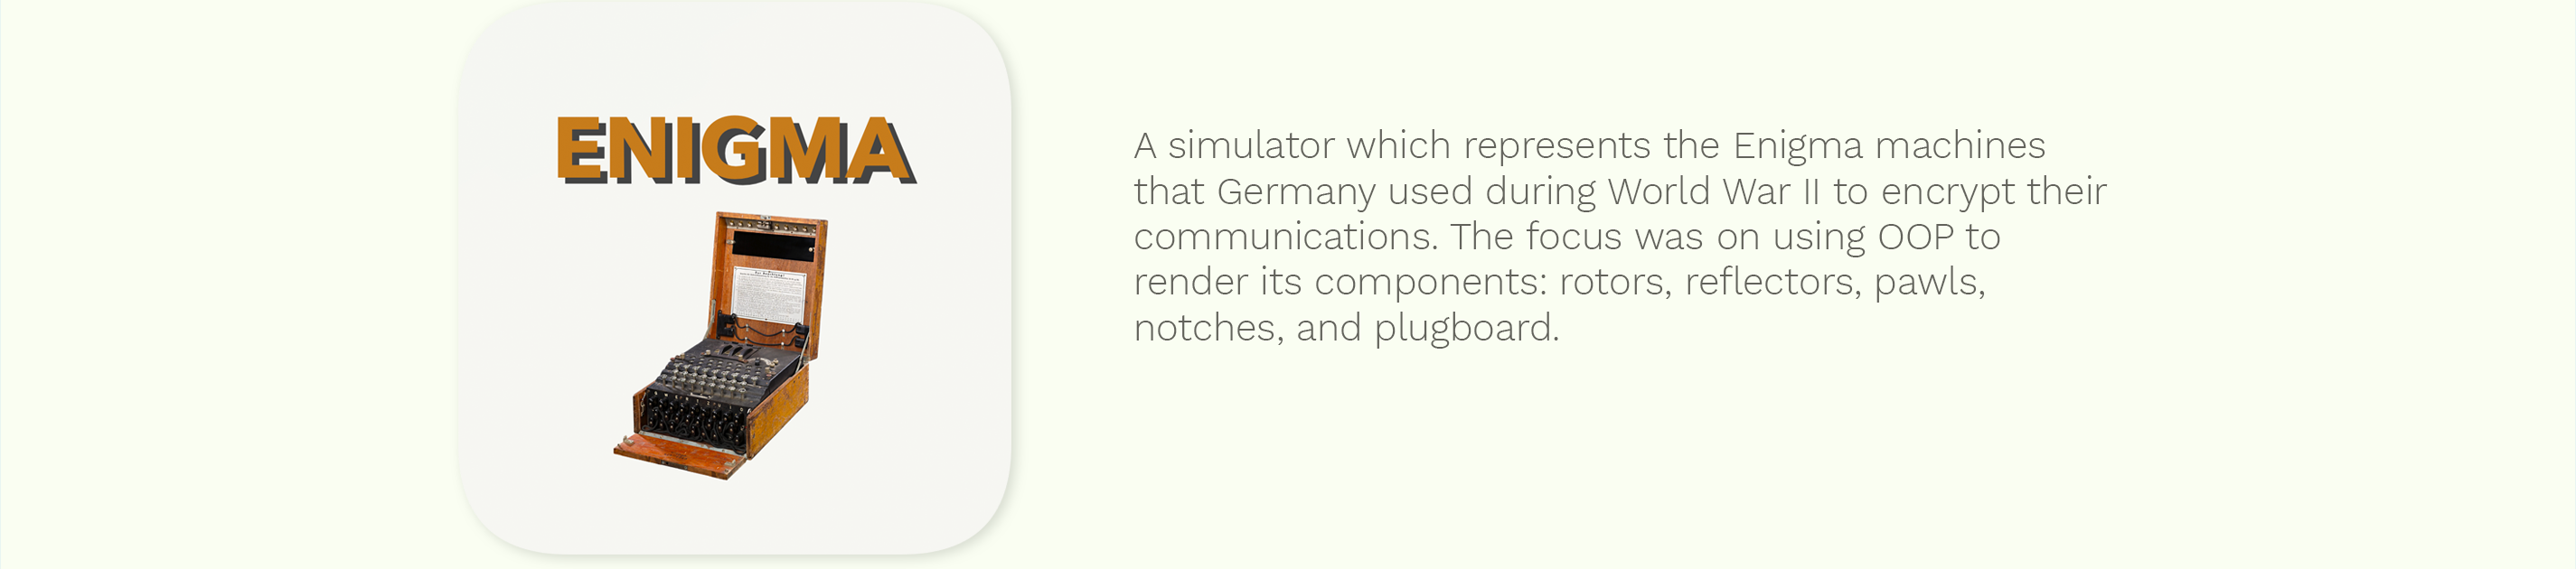 ENIGMA
A simulator which represents the Enigma machines
that Germany used during World War II to encrypt their
communications. The focus was on using OOP to
render its components: rotors, reflectors, pawls,
notches, and plugboard.